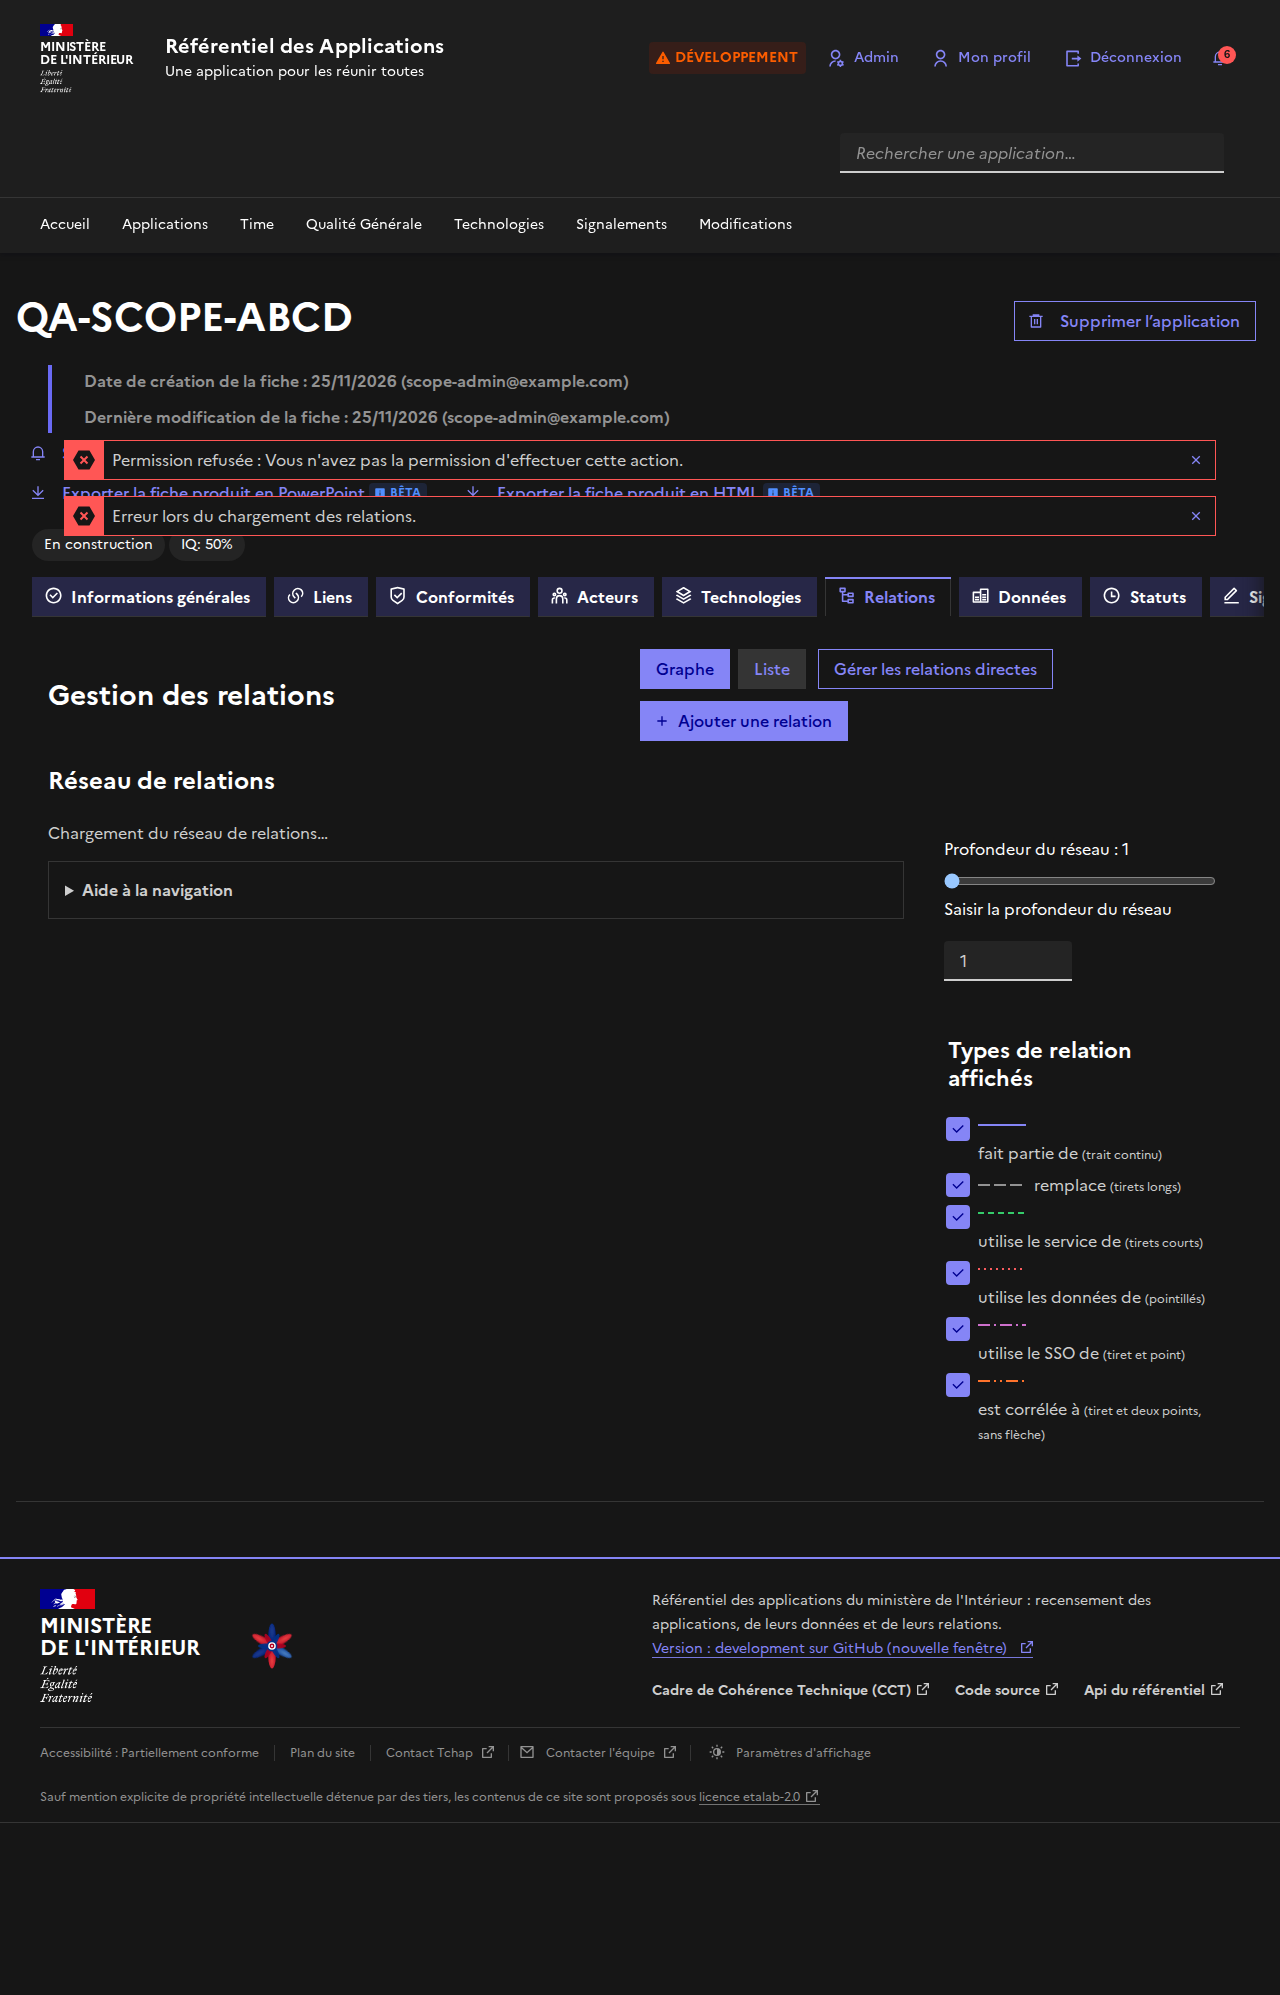 MINISTÈRE
DE L'INTÉRIEUR
Liberté
Égalité
Fraternité
Référentiel des Applications
Une application pour les réunir toutes
DÉVELOPPEMENT
Admin
Mon profil
Déconnexion
6
Rechercher une application…
Accueil
Applications
Time
Qualité Générale
Technologies
Signalements
Modifications
QA-SCOPE-ABCD
Supprimer l’application
Date de création de la fiche : 25/11/2026 (scope-admin@example.com)
Dernière modification de la fiche : 25/11/2026 (scope-admin@example.com)
Permission refusée : Vous n'avez pas la permission d'effectuer cette action.
Exporter la fiche produit en PowerPoint BÊTA
Exporter la fiche produit en HTML BÊTA
Erreur lors du chargement des relations.
En construction
IQ: 50%
Informations générales
Liens
Conformités
Acteurs
Technologies
Relations
Données
Statuts
Gestion des relations
Graphe
Liste
Gérer les relations directes
Ajouter une relation
Réseau de relations
Chargement du réseau de relations…
Aide à la navigation
Profondeur du réseau : 1
Saisir la profondeur du réseau
1
Types de relation
affichés
fait partie de (trait continu)
remplace (tirets longs)
utilise le service de (tirets courts)
utilise les données de (pointillés)
utilise le SSO de (tiret et point)
est corrélée à (tiret et deux points,
sans flèche)
MINISTÈRE
DE L'INTÉRIEUR
Liberté
Égalité
Fraternité
Référentiel des applications du ministère de l'Intérieur : recensement des
applications, de leurs données et de leurs relations.
Version : development sur GitHub (nouvelle fenêtre)
Cadre de Cohérence Technique (CCT)
Code source
Api du référentiel
Accessibilité : Partiellement conforme
Plan du site
Contact Tchap
Contacter l'équipe
Paramètres d'affichage
Sauf mention explicite de propriété intellectuelle détenue par des tiers, les contenus de ce site sont proposés sous licence etalab-2.0